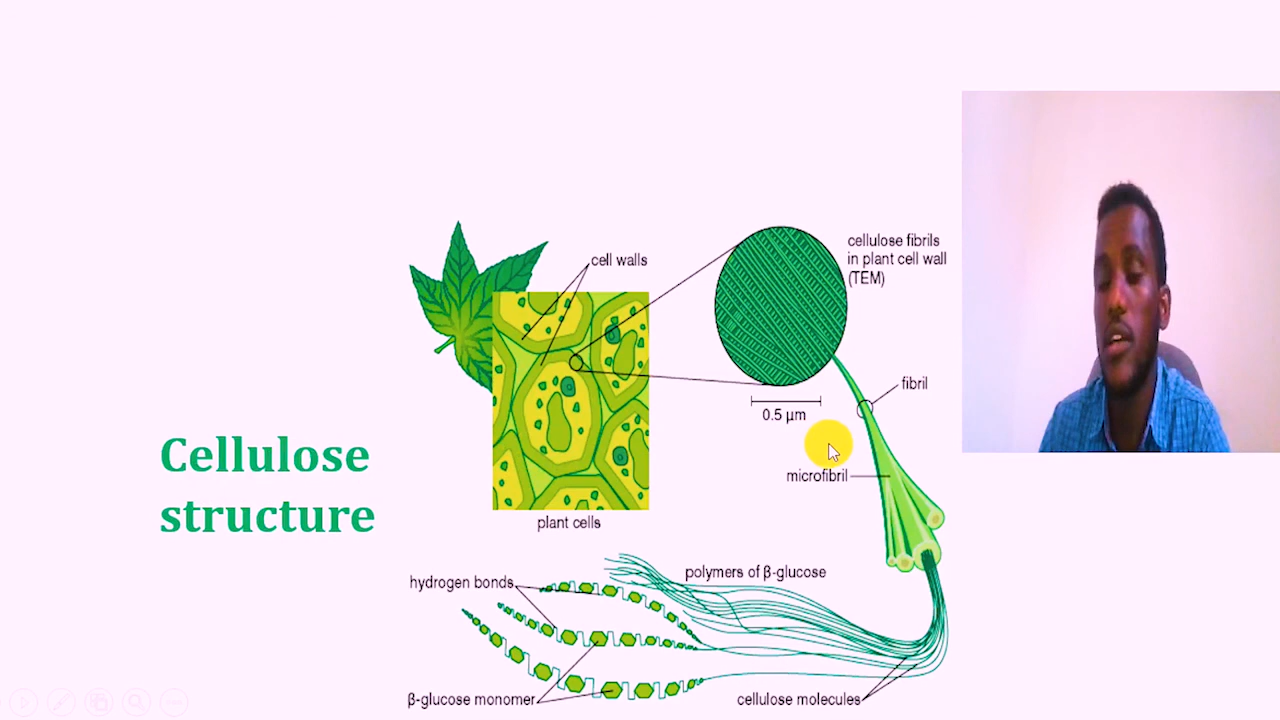 Cellulose
structure
cell walls
cellulose fibrils
in plant cell wall
(TEM)
fibril
0.5 µm
microfibril
plant cells
polymers of β-glucose
hydrogen bonds
β-glucose monomer
cellulose molecules